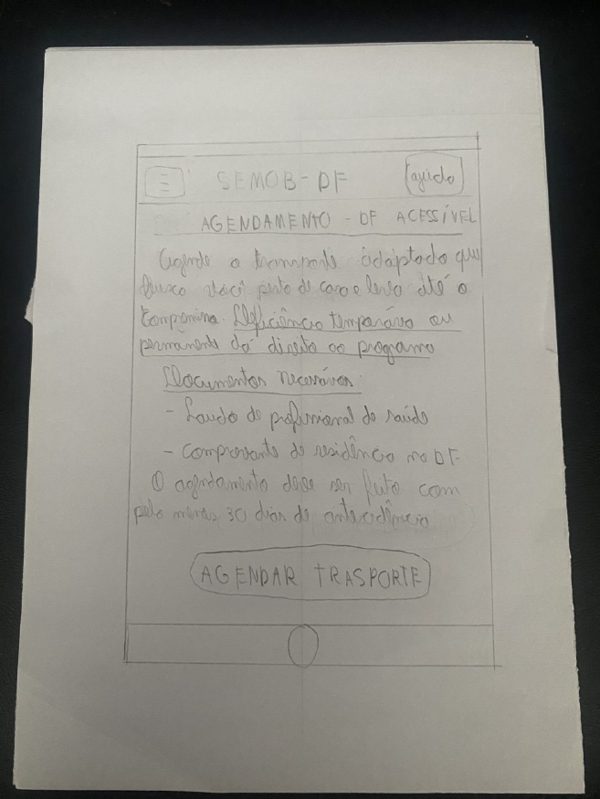 SEMOB-DF
ajuda
AGENDAMENTO - DF ACESSÍVEL
Agende o transporte adaptado que
busca você perto de casa e leva até o
compromisso. Deficiência temporária ou
permanente dá direito ao programa
Documentos necessários:
- Laudo de profissional de saúde
- Comprovante de residência no DF.
O agendamento deve ser feito com
pelo menos 30 dias de antecedência
AGENDAR TRASPORTE